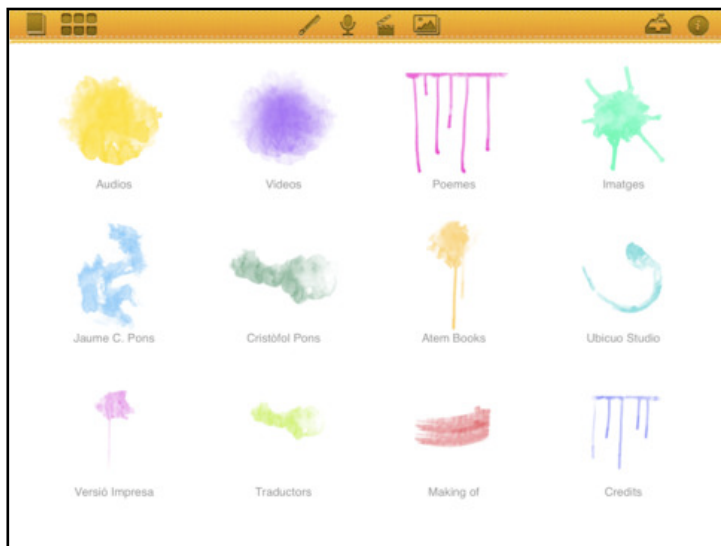 Audios
Videos
Poemes
Imatges
Jaume C. Pons
Cristòfol Pons
Atem Books
Ubicuo Studio
Versió Impresa
Traductors
Making of
Credits